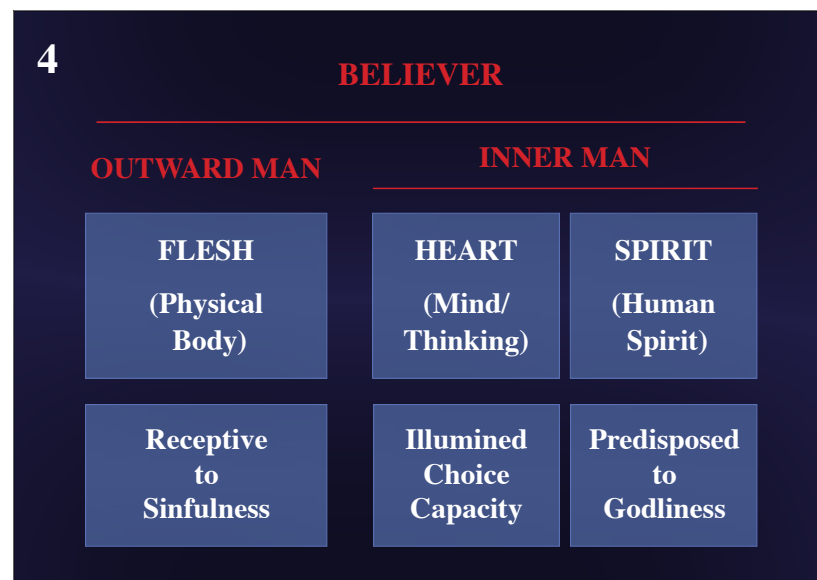 4
BELIEVER
OUTWARD MAN
INNER MAN
FLESH
(Physical
Body)
HEART
(Mind/
Thinking)
SPIRIT
(Human
Spirit)
Receptive
to
Sinfulness
Illumined
Choice
Capacity
Predisposed
to
Godliness